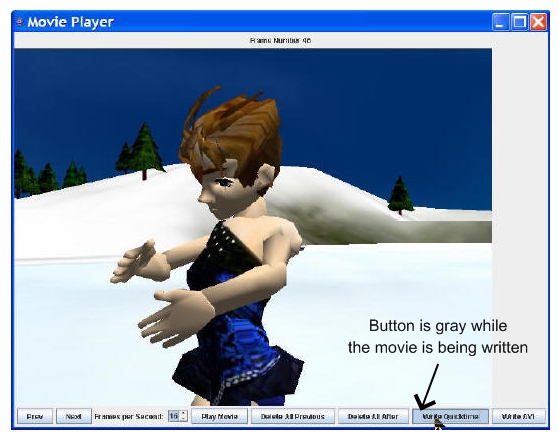 Movie Player
Frame Number 46
Button is gray while
the movie is being written
Prev Next Frames per Second: 16 Play Movie Delete All Previous Delete All After Write Quicktime Write AVI